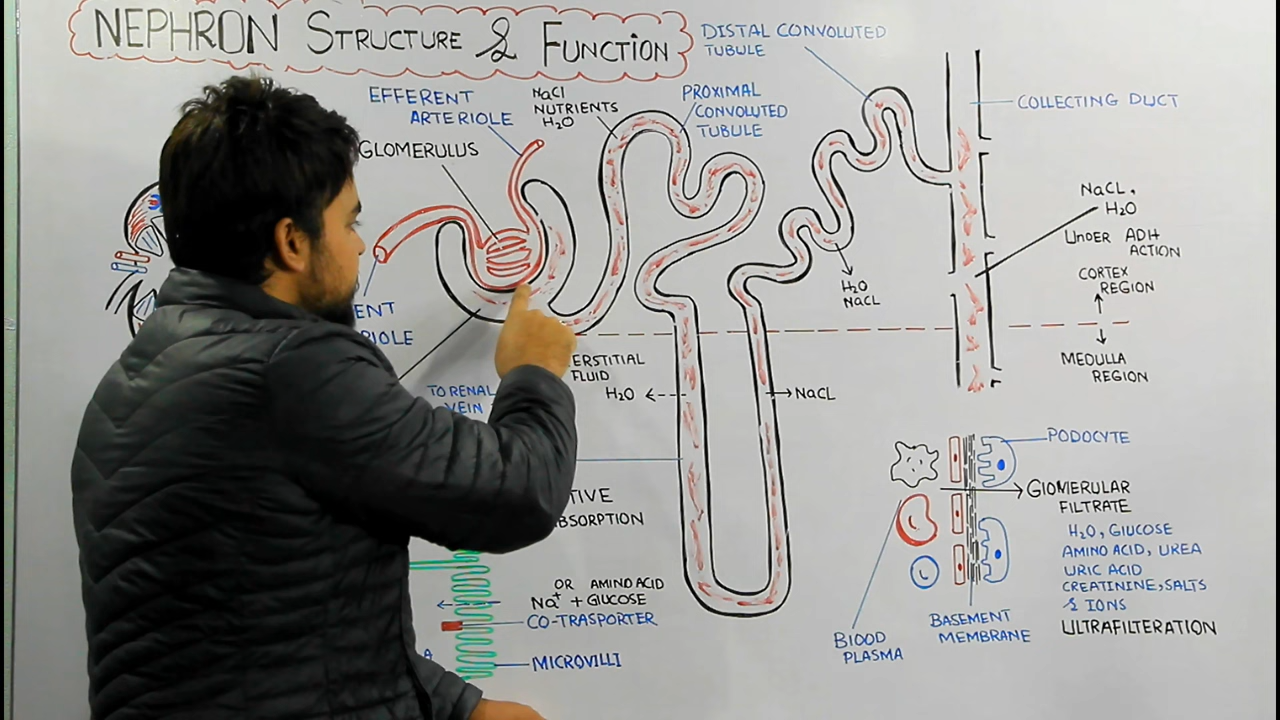 NEPHRON STRUCTURE & FUNCTION
DISTAL CONVOLUTED
TUBULE
EFFERENT
ARTERIOLE
GLOMERULUS
NaCl
NUTRIENTS
H2O
PROXIMAL
CONVOLUTED
TUBULE
COLLECTING DUCT
NaCL,
H2O
UNDER ADH
ACTION
CORTEX
REGION
MEDULLA
REGION
H2O
NaCL
ENT
RIOLE
TO RENAL
VEIN
ERSTITIAL
FLUID
H2O
NaCL
TIVE
BSORPTION
OR AMINO ACID
Na+ + GLUCOSE
CO-TRASPORTER
A
MICROVILLI
PODOCYTE
GlOMERULAR
FILTRATE
H2O, GlUCOSE
AMINO ACID, UREA
URIC ACID
CREATININE, SALTS
& IONS
ULTRAFILTERATION
BASEMENT
MEMBRANE
BlOOD
PLASMA